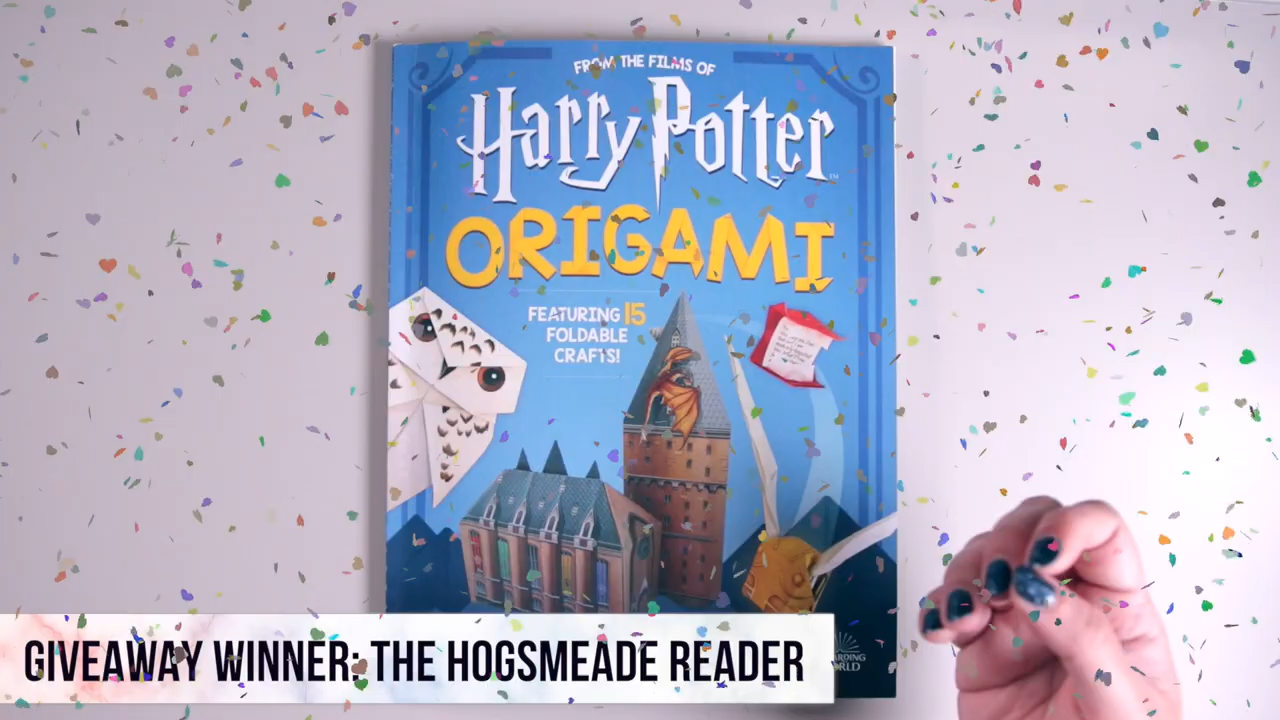 FROM THE FILMS OF
Harry Potter
ORIGAMI
FEATURING 15
FOLDABLE
CRAFTS!
GIVEAWAY WINNER: THE HOGSMEADE READER